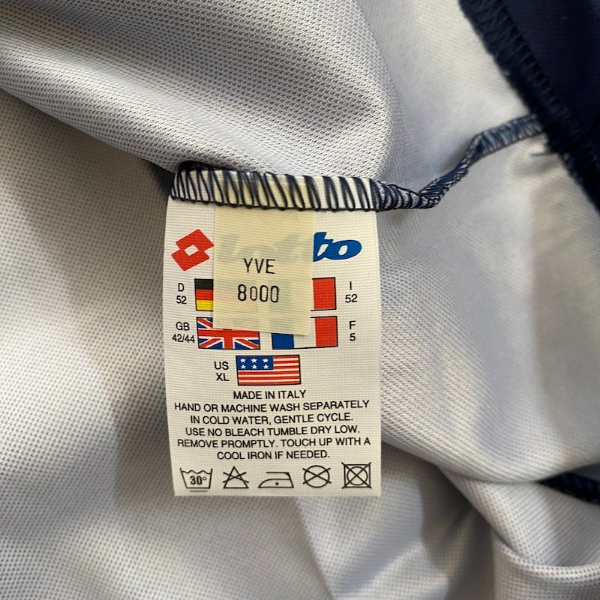 lotto
YVE
8000
D 52
I 52
GB 42/44
F 5
US XL
MADE IN ITALY
HAND OR MACHINE WASH SEPARATELY
IN COLD WATER, GENTLE CYCLE.
USE NO BLEACH TUMBLE DRY LOW.
REMOVE PROMPTLY. TOUCH UP WITH A
COOL IRON IF NEEDED.
30°